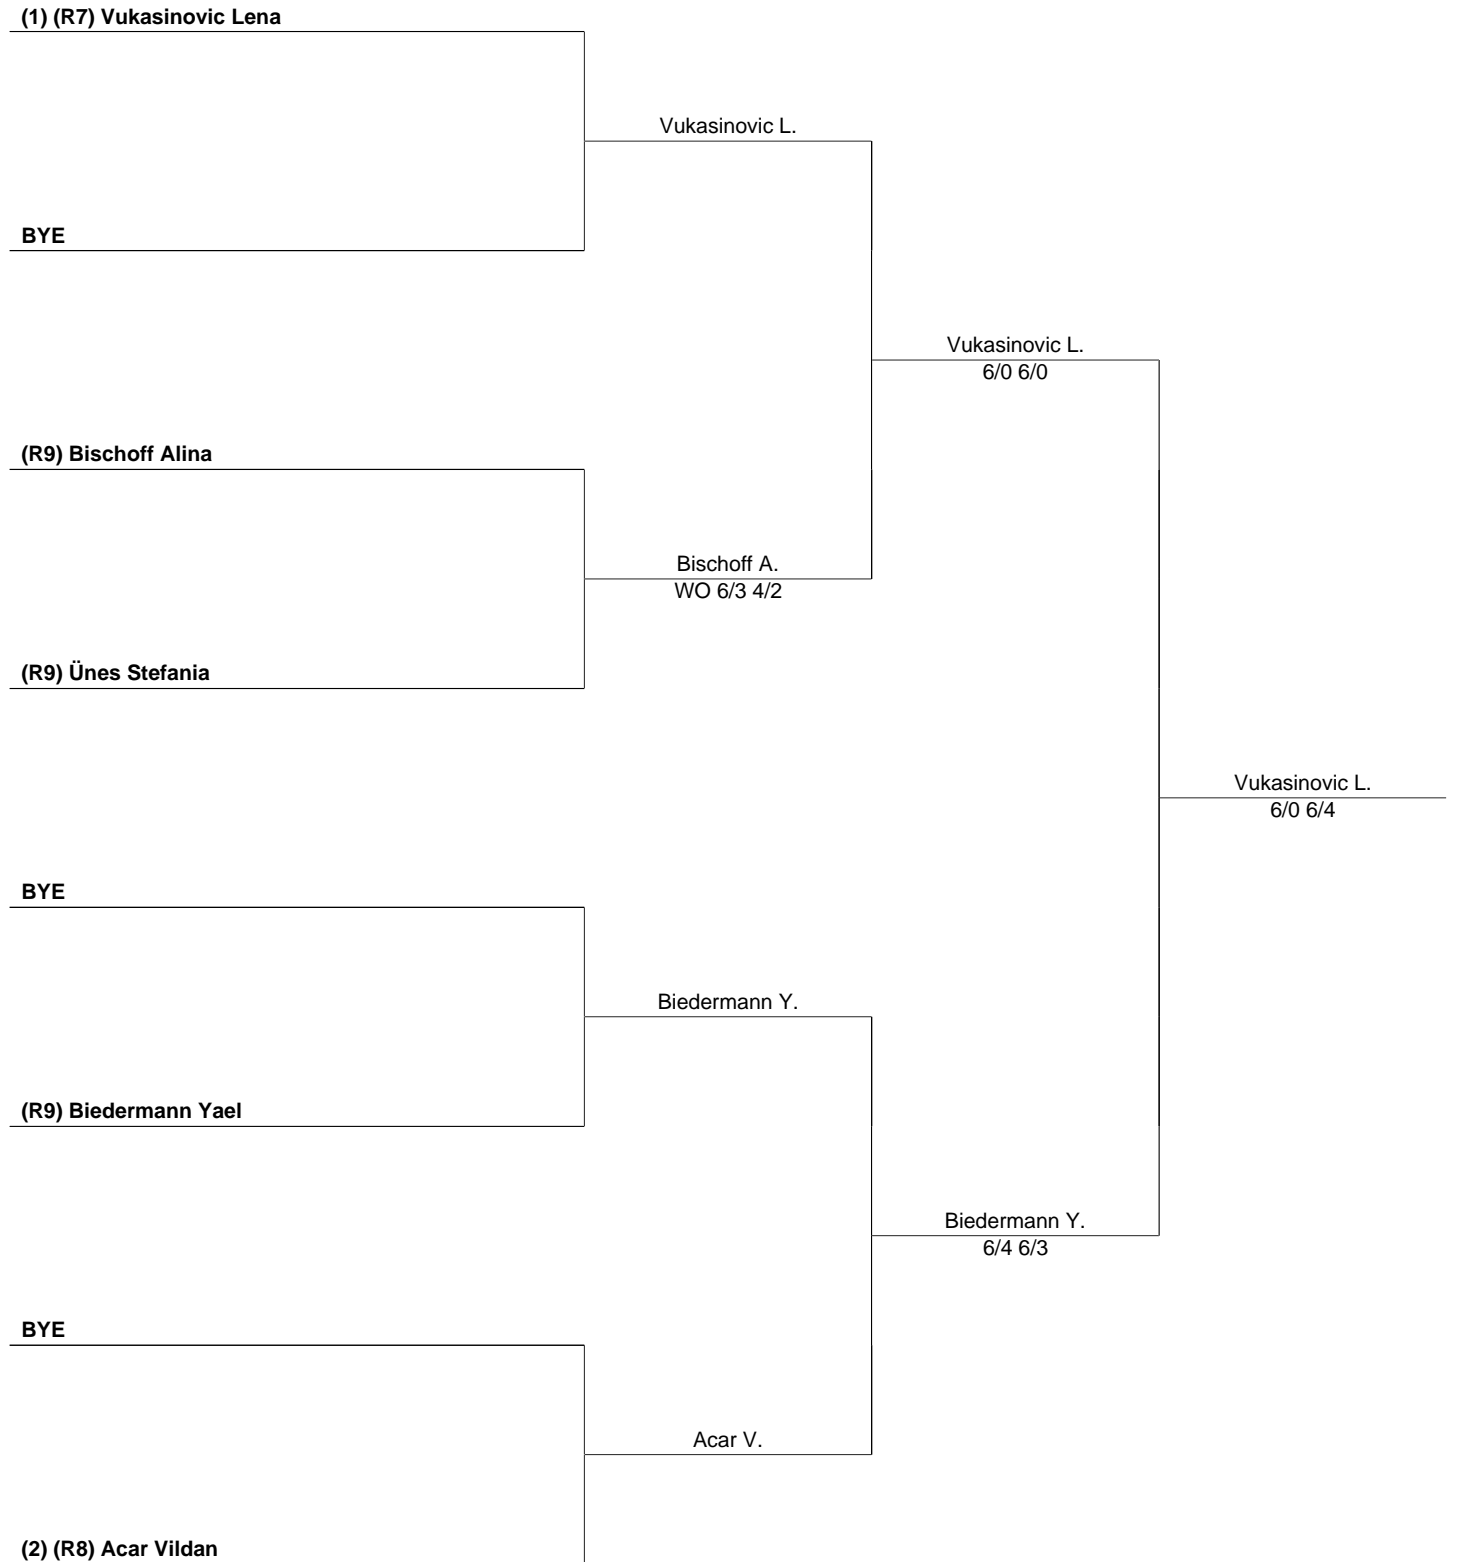 (1) (R7) Vukasinovic Lena
Vukasinovic L.
BYE
Vukasinovic L.
6/0 6/0
(R9) Bischoff Alina
Bischoff A.
WO 6/3 4/2
(R9) Ünes Stefania
Vukasinovic L.
6/0 6/4
BYE
Biedermann Y.
(R9) Biedermann Yael
Biedermann Y.
6/4 6/3
BYE
Acar V.
(2) (R8) Acar Vildan